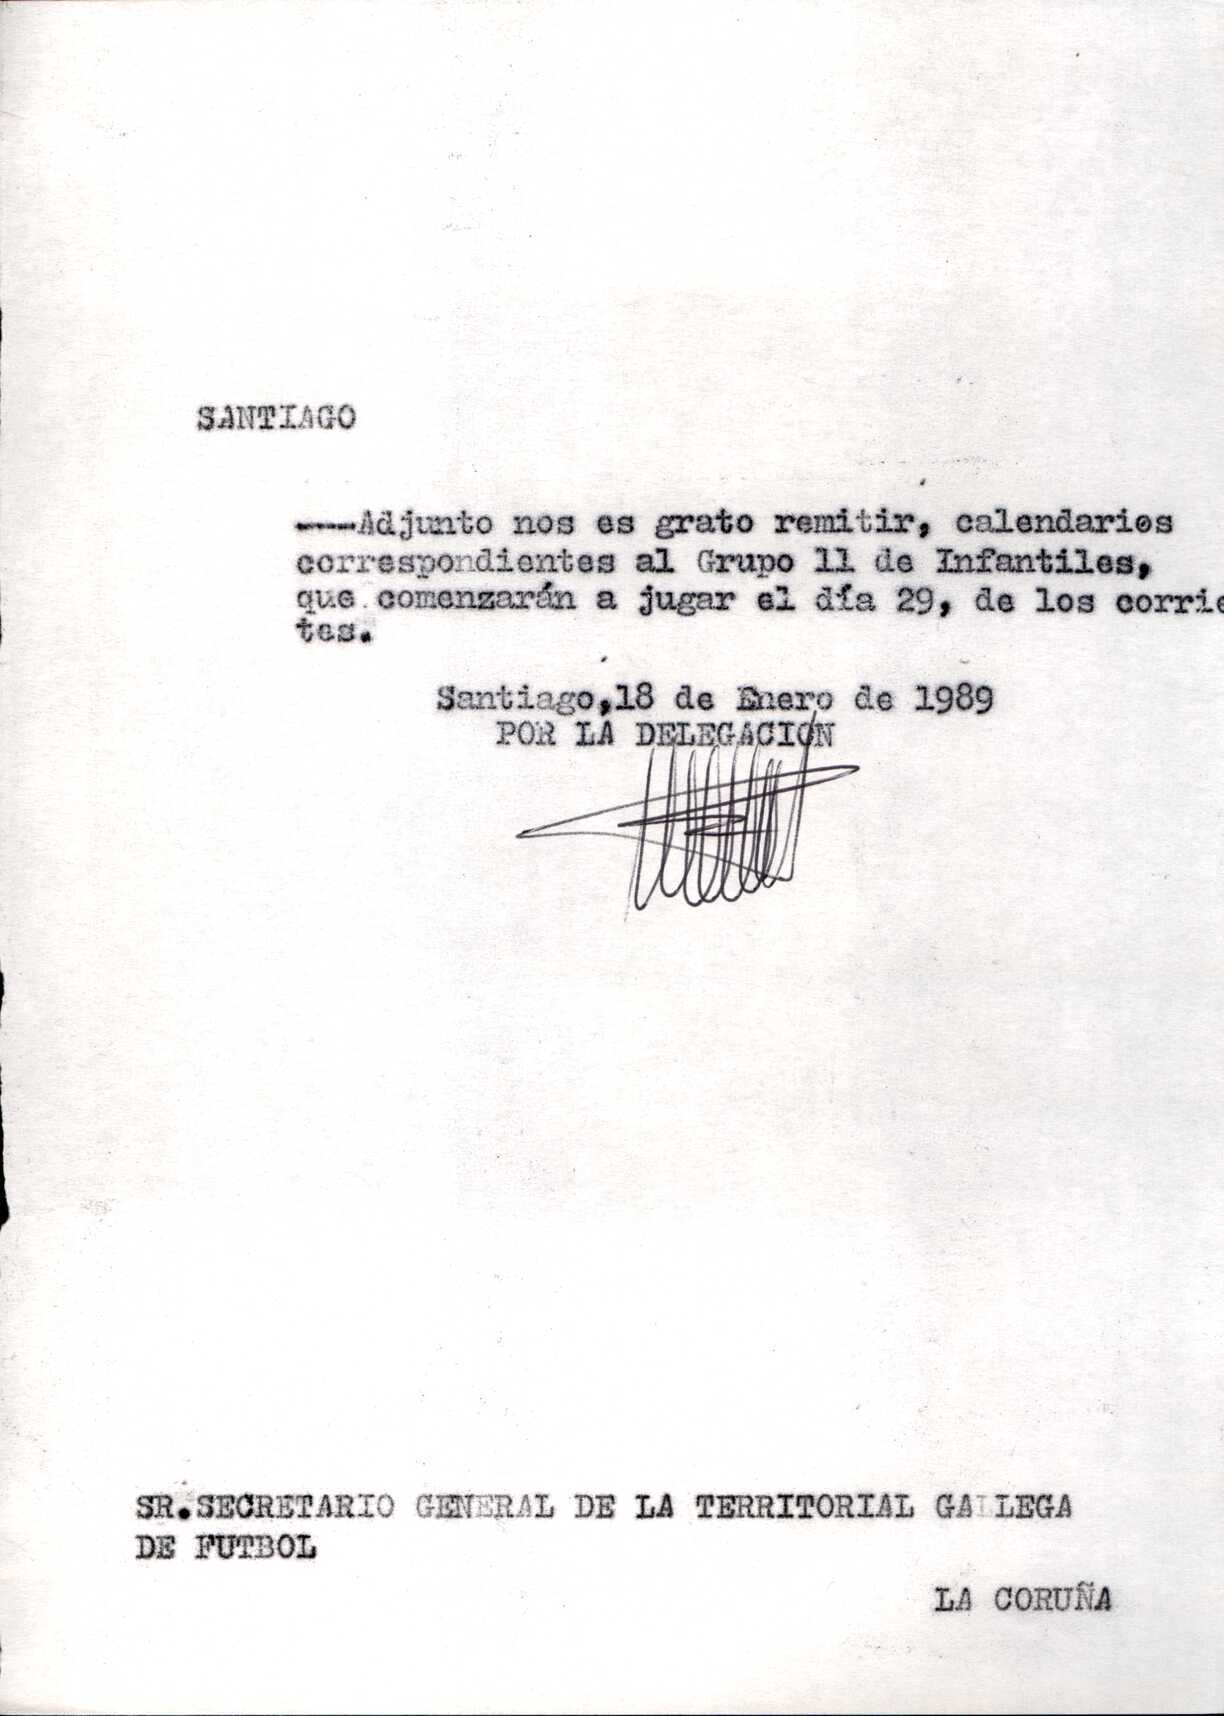 SANTIAGO
----Adjunto nos es grato remitir, calendarios
correspondientes al Grupo 11 de Infantiles,
que comenzarán a jugar el día 29, de los corrie
tes.
Santiago,18 de Enero de 1989
POR LA DELEGACION
SR.SECRETARIO GENERAL DE LA TERRITORIAL GALLEGA
DE FUTBOL
LA CORUÑA